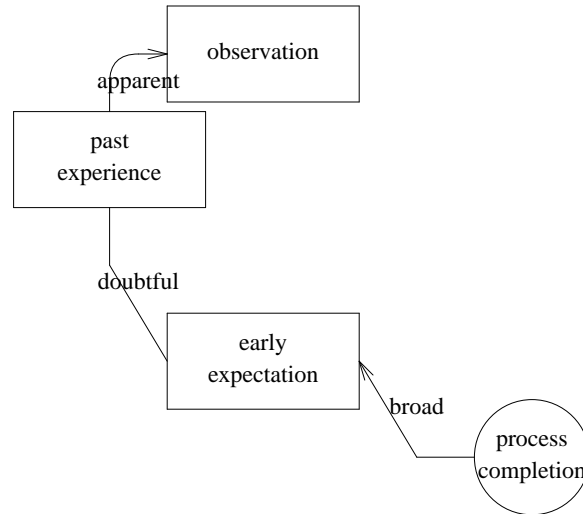 observation
apparent
past
experience
doubtful
early
expectation
broad
process
completion